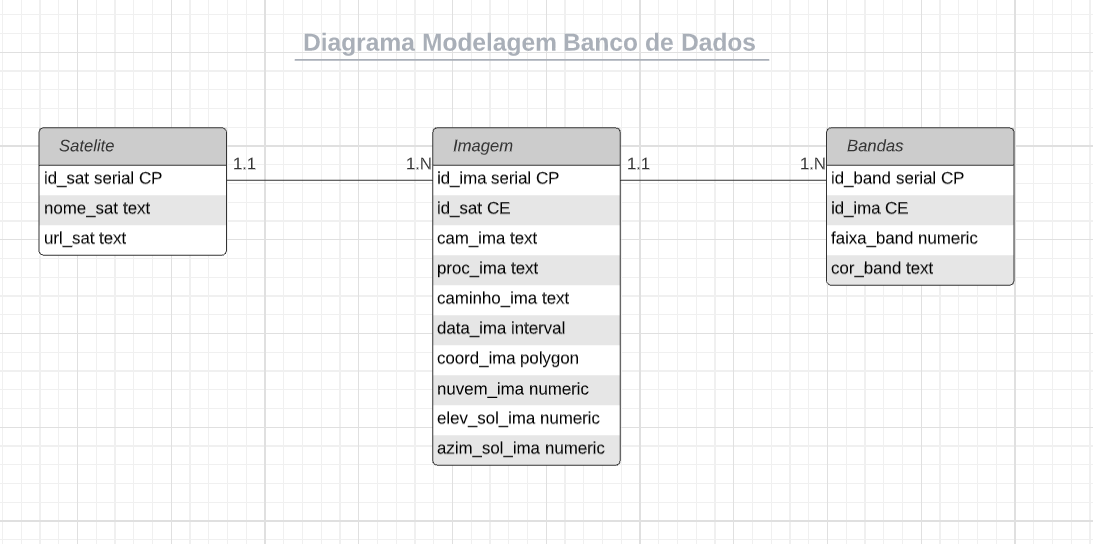 Diagrama Modelagem Banco de Dados
Satelite
id_sat serial CP
nome_sat text
url_sat text
1.1
1.N
Imagem
id_ima serial CP
id_sat CE
cam_ima text
proc_ima text
caminho_ima text
data_ima interval
coord_ima polygon
nuvem_ima numeric
elev_sol_ima numeric
azim_sol_ima numeric
1.1
1.N
Bandas
id_band serial CP
id_ima CE
faixa_band numeric
cor_band text